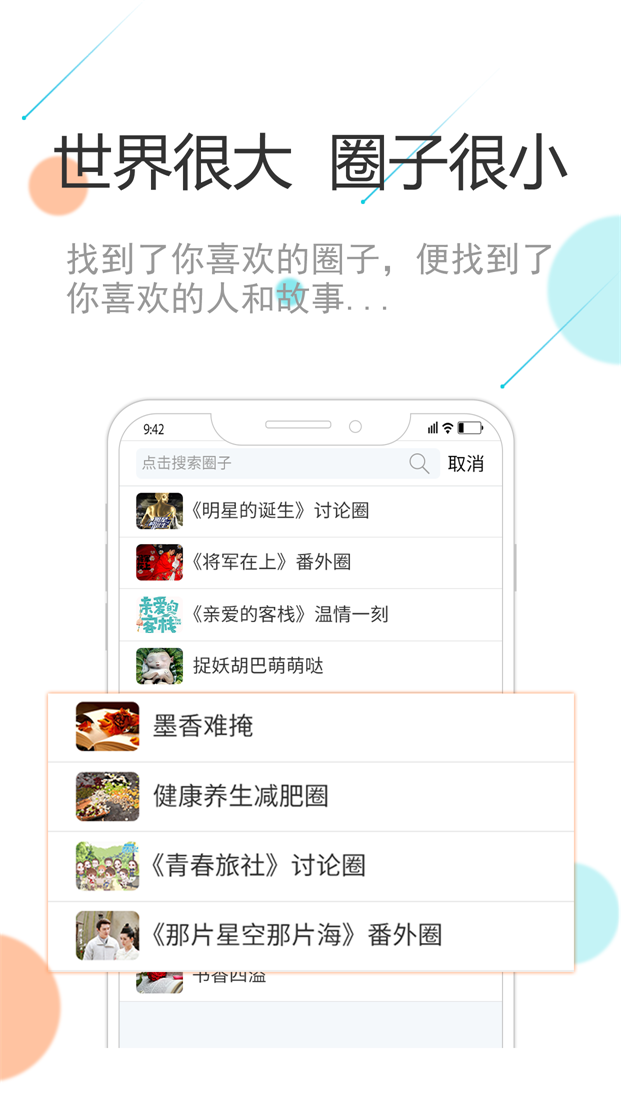 世界很大 圈子很小
找到了你喜欢的圈子，便找到了
你喜欢的人和故事...
9:42
点击搜索圈子
取消
《明星的诞生》讨论圈
《将军在上》番外圈
亲爱的
客栈
《亲爱的客栈》温情一刻
捉妖胡巴萌萌哒
墨香难掩
健康养生减肥圈
《青春旅社》讨论圈
《那片星空那片海》番外圈
书香四溢